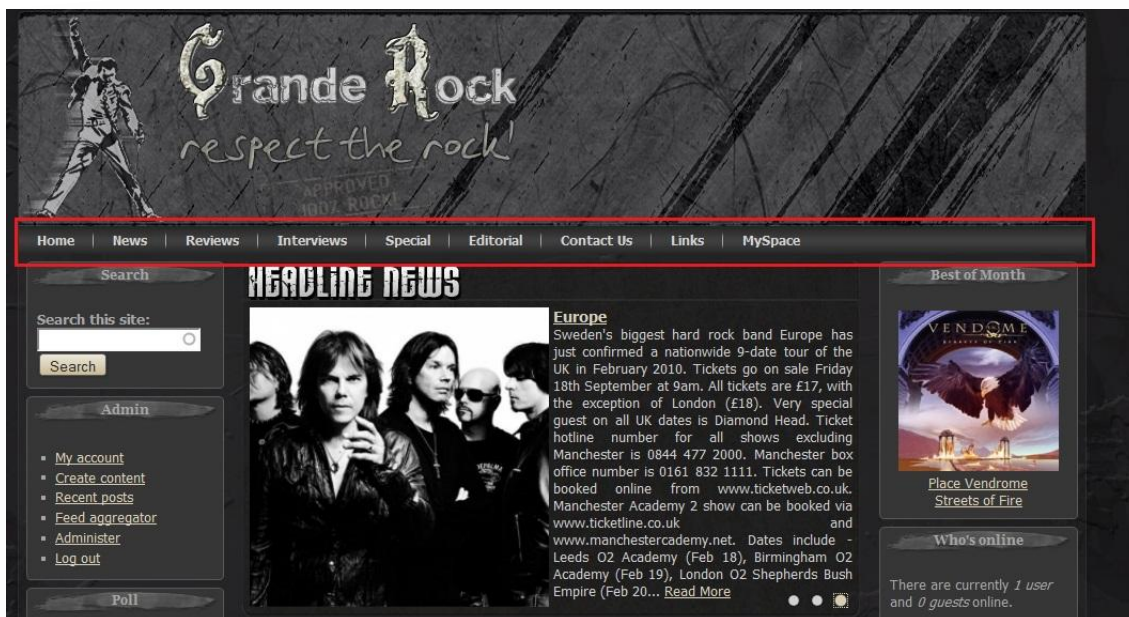 Grande Rock
respect the rock!
APPROVED
100% ROCK!
Home | News | Reviews | Interviews | Special | Editorial | Contact Us | Links | MySpace
Search
Search this site:
Search
Admin
My account
Create content
Recent posts
Feed aggregator
Administer
Log out
Poll
HEADLINE NEWS
Europe
Sweden's biggest hard rock band Europe has
just confirmed a nationwide 9-date tour of the
UK in February 2010. Tickets go on sale Friday
18th September at 9am. All tickets are £17, with
the exception of London (£18). Very special
guest on all UK dates is Diamond Head. Ticket
hotline number for all shows excluding
Manchester is 0844 477 2000. Manchester box
office number is 0161 832 1111. Tickets can be
booked online from www.ticketweb.co.uk.
Manchester Academy 2 show can be booked via
www.ticketline.co.uk and
www.manchestercademy.net. Dates include -
Leeds O2 Academy (Feb 18), Birmingham O2
Academy (Feb 19), London O2 Shepherds Bush
Empire (Feb 20... Read More
Best of Month
VENDOME
STREETS OF FIRE
Place Vendrome
Streets of Fire
Who's online
There are currently 1 user
and 0 guests online.